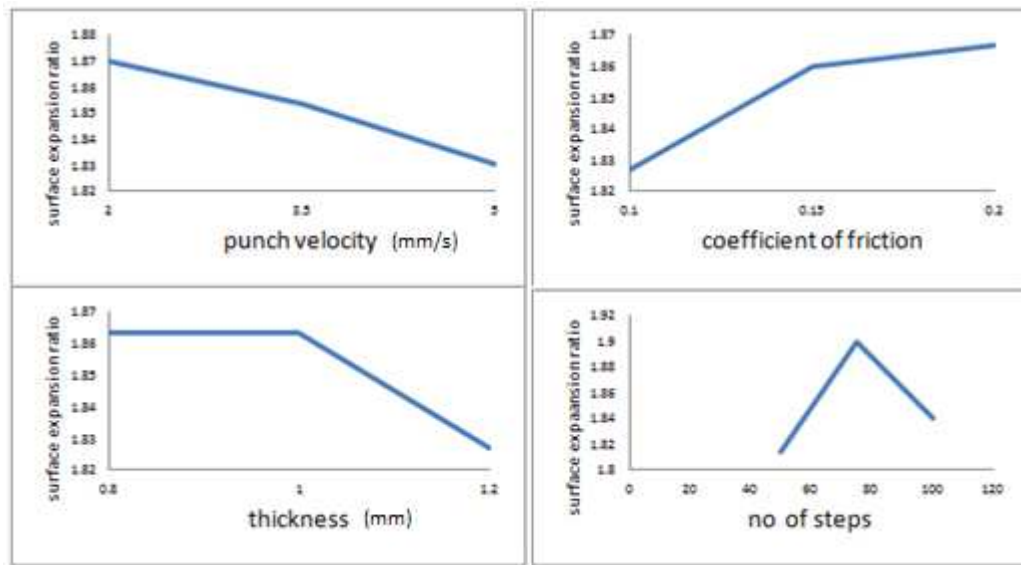 surface expansion ratio
1.88
1.87
1.86
1.85
1.84
1.83
1.82
2 3.5 5
punch velocity (mm/s)
surface expansion ratio
1.87
1.86
1.85
1.84
1.83
1.82
0.1 0.15 0.2
coefficient of friction
surface expansion ratio
1.87
1.86
1.85
1.84
1.83
1.82
0.8 1 1.2
thickness (mm)
surface expaansion ratio
1.92
1.9
1.88
1.86
1.84
1.82
1.8
0 20 40 60 80 100 120
no of steps